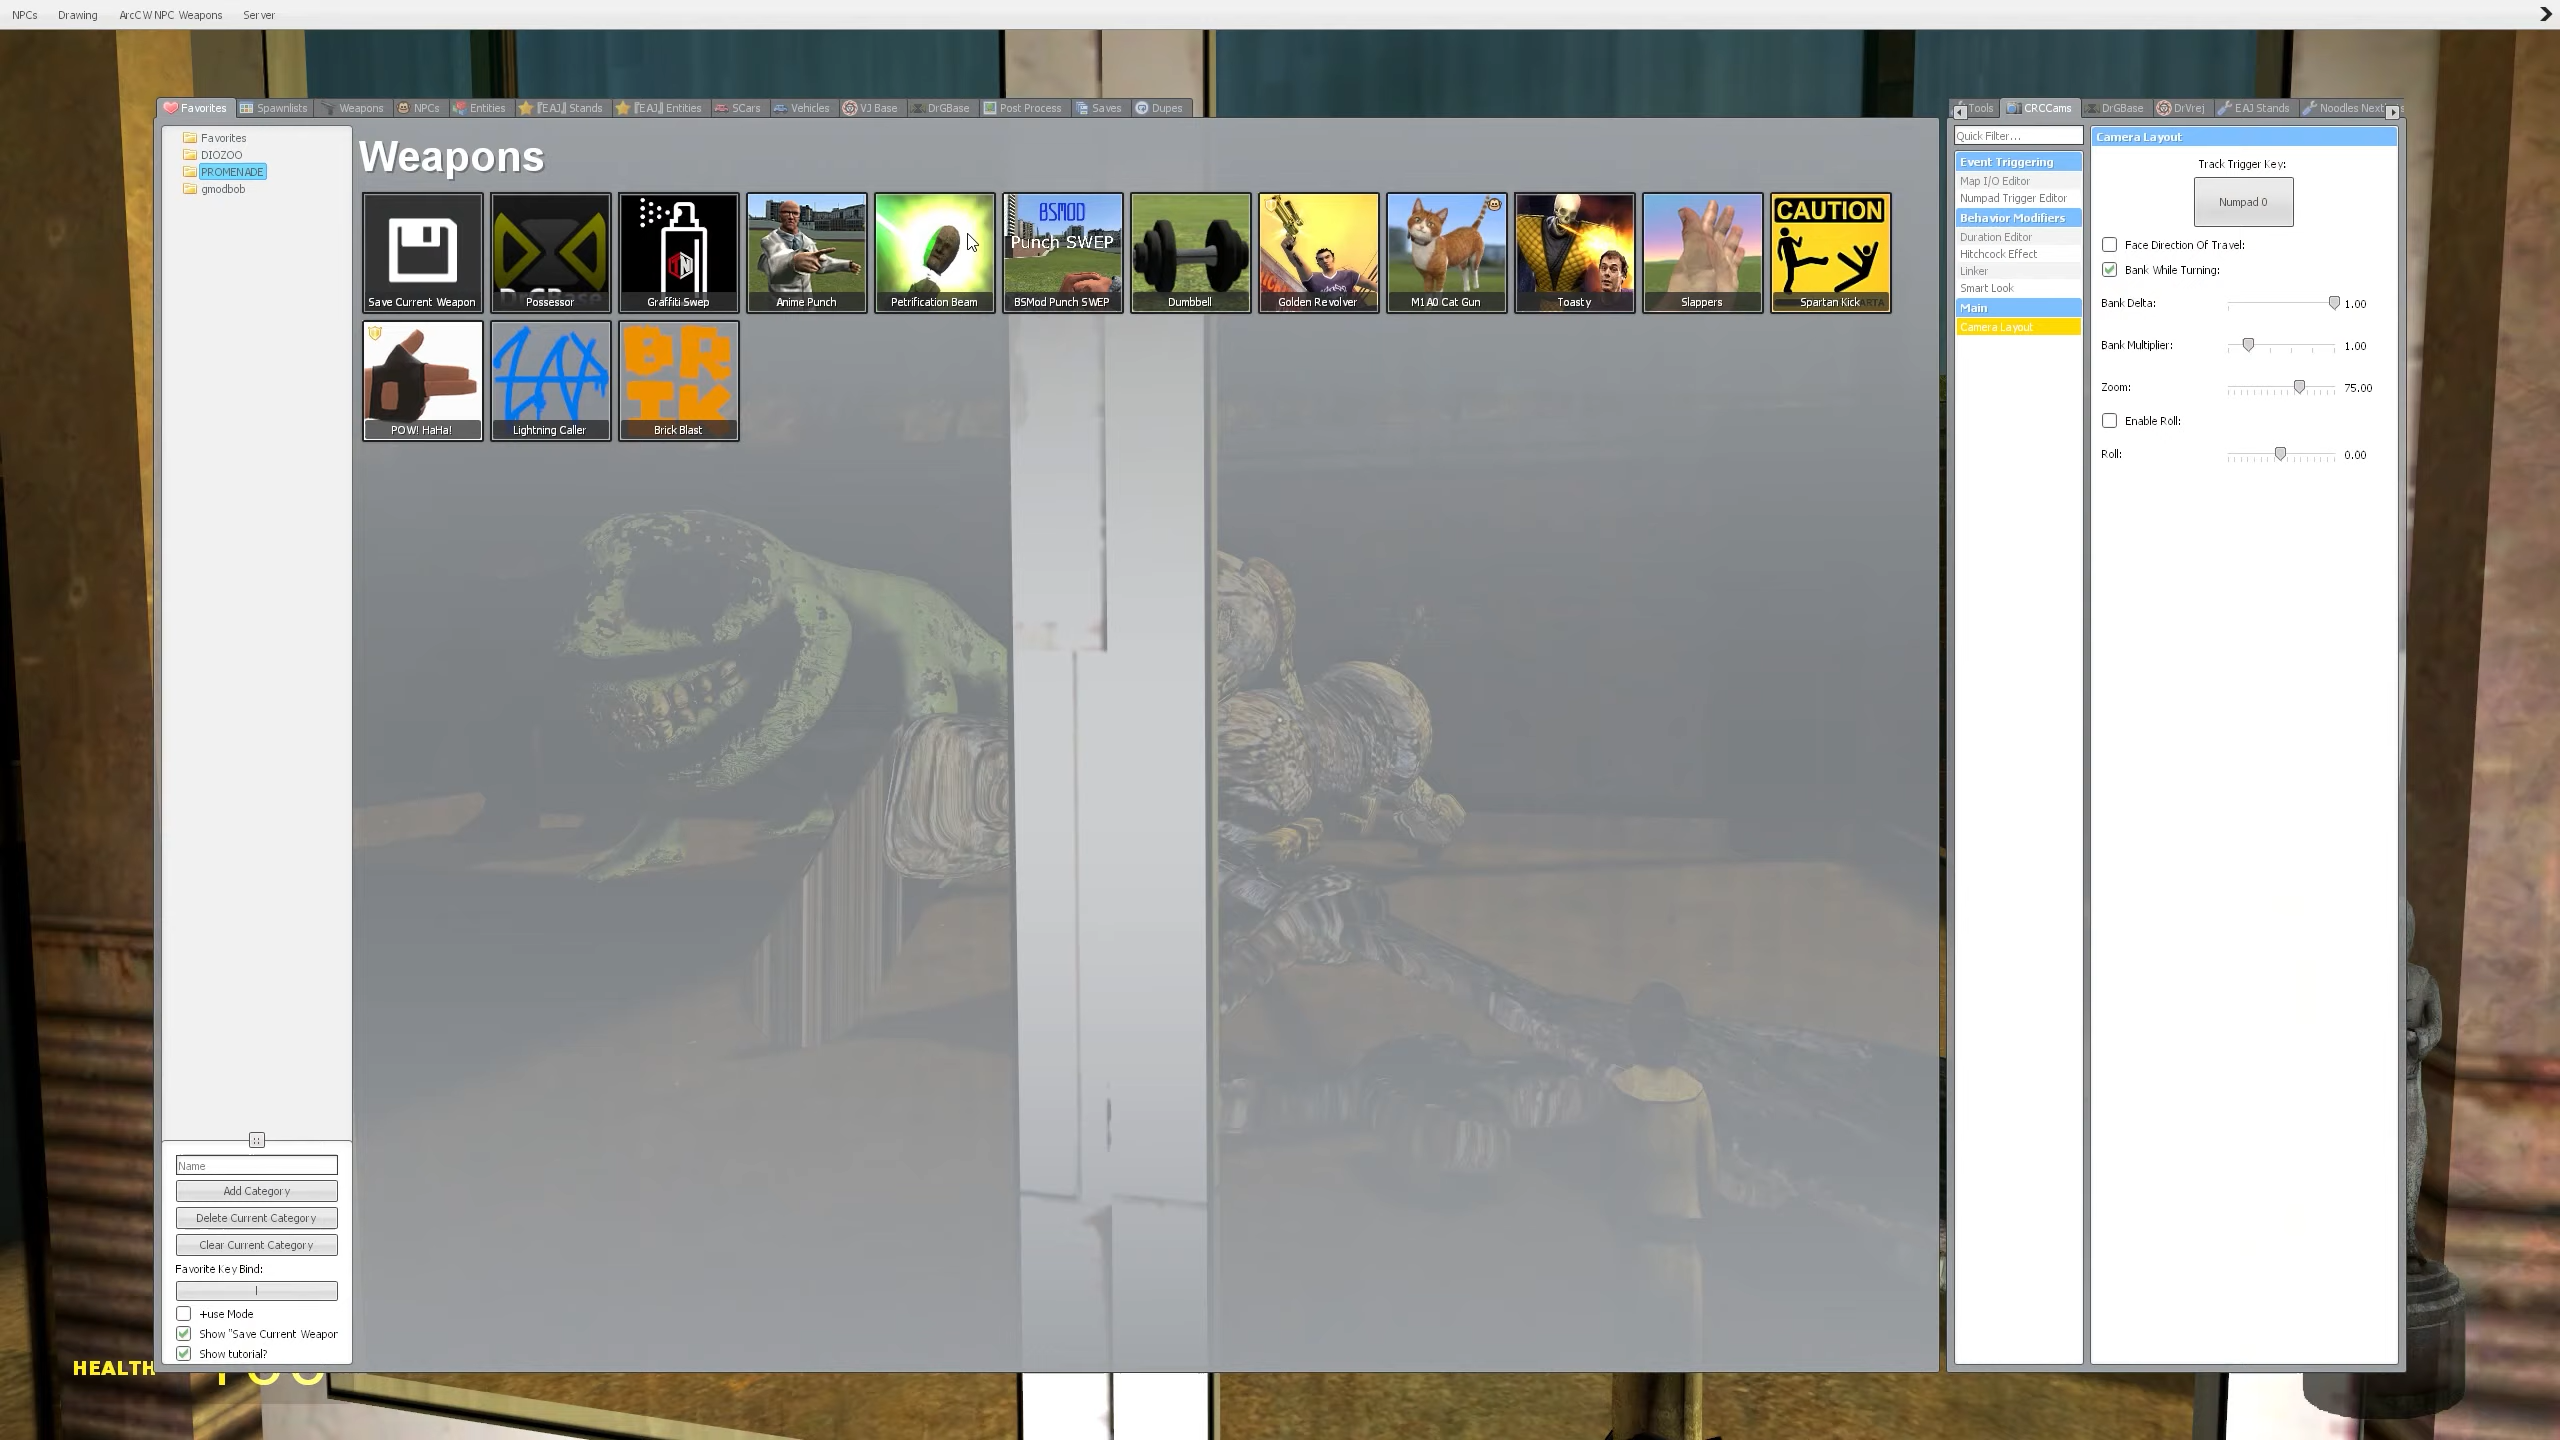 NPCs Drawing ArcCW NPC Weapons Server
Favorites Spawnlists Weapons NPCs Entities [EAJ] Stands [EAJ] Entities SCars Vehicles VJ Base DrGBase Post Process Saves Dupes
Favorites
DIOZOO
PROMENADE
gmodbob
Weapons
BSMOD
Punch SWEP
CAUTION
Save Current Weapon Possessor Graffiti Swep Anime Punch Petrification Beam BSMod Punch SWEP Dumbbell Golden Revolver M1A0 Cat Gun Toasty Slappers Spartan Kick
BR
IK
POW! HaHa! Lightning Caller Brick Blast
Name
Add Category
Delete Current Category
Clear Current Category
Favorite Key Bind:
+use Mode
Show "Save Current Weapon
Show tutorial?
HEALTH
100
Tools CRCCams DrGBase DrVrej EAJ Stands Noodles Next
Quick Filter...
Event Triggering
Map I/O Editor
Numpad Trigger Editor
Behavior Modifiers
Duration Editor
Hitchcock Effect
Linker
Smart Look
Main
Camera Layout
Camera Layout
Track Trigger Key:
Numpad 0
Face Direction Of Travel:
Bank While Turning:
Bank Delta: 1.00
Bank Multiplier: 1.00
Zoom: 75.00
Enable Roll:
Roll: 0.00